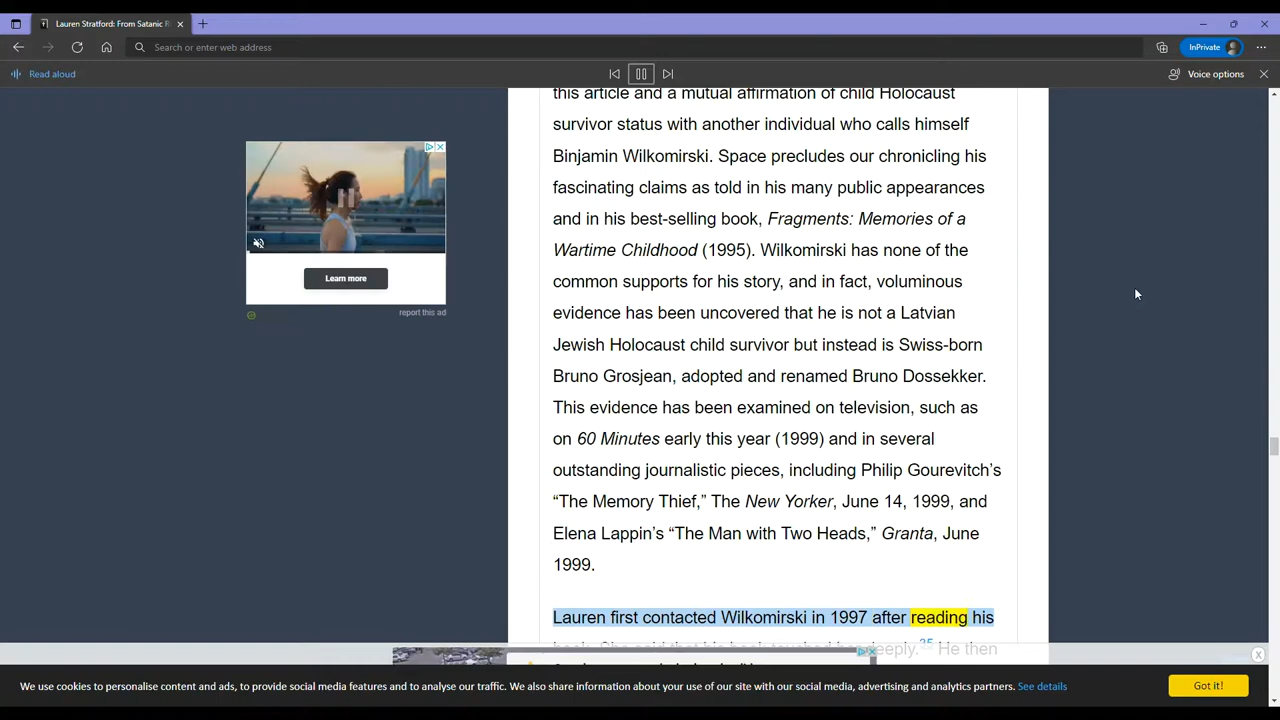 Lauren Stratford: From Satanic R
Search or enter web address
InPrivate
Read aloud
Voice options
this article and a mutual affirmation of child Holocaust
survivor status with another individual who calls himself
Binjamin Wilkomirski. Space precludes our chronicling his
fascinating claims as told in his many public appearances
and in his best-selling book, Fragments: Memories of a
Wartime Childhood (1995). Wilkomirski has none of the
common supports for his story, and in fact, voluminous
evidence has been uncovered that he is not a Latvian
Jewish Holocaust child survivor but instead is Swiss-born
Bruno Grosjean, adopted and renamed Bruno Dossekker.
This evidence has been examined on television, such as
on 60 Minutes early this year (1999) and in several
outstanding journalistic pieces, including Philip Gourevitch’s
“The Memory Thief,” The New Yorker, June 14, 1999, and
Elena Lappin’s “The Man with Two Heads,” Granta, June
1999.
Lauren first contacted Wilkomirski in 1997 after reading his
book. She said that his book touched her deeply.25 He then
Learn more
report this ad
We use cookies to personalise content and ads, to provide social media features and to analyse our traffic. We also share information about your use of our site with our social media, advertising and analytics partners. See details
Got it!